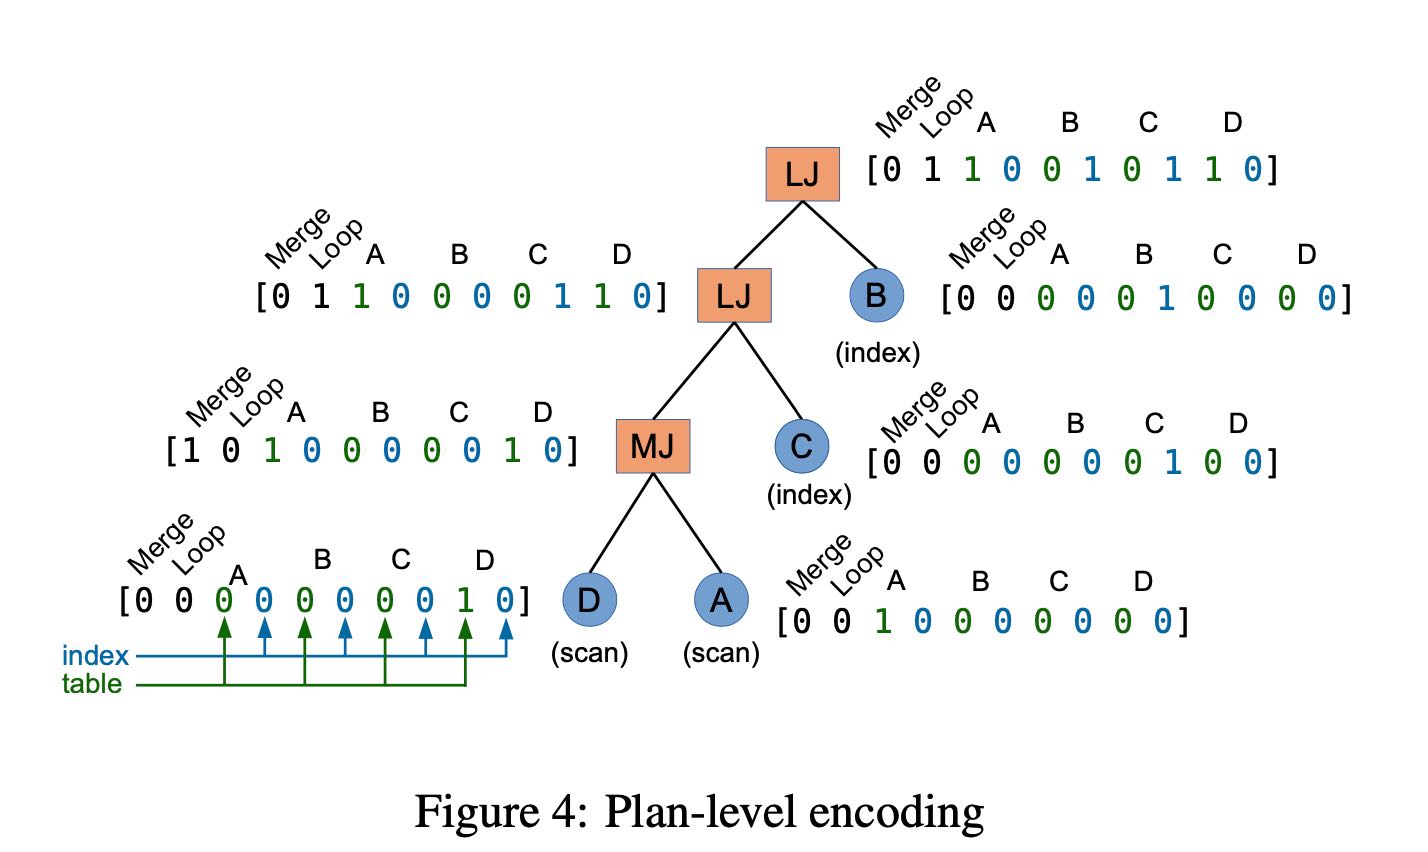 Merge Loop A B C D
LJ [0 1 1 0 0 1 0 1 1 0]
Merge Loop A B C D
[0 1 1 0 0 0 0 1 1 0] LJ
Merge Loop A B C D
B [0 0 0 0 0 1 0 0 0 0]
(index)
Merge Loop A B C D
[1 0 1 0 0 0 0 0 1 0] MJ
Merge Loop A B C D
C [0 0 0 0 0 0 0 1 0 0]
(index)
Merge Loop A B C D
[0 0 0 0 0 0 0 0 1 0] D
(scan)
Merge Loop A B C D
A [0 0 1 0 0 0 0 0 0 0]
(scan)
index
table
Figure 4: Plan-level encoding